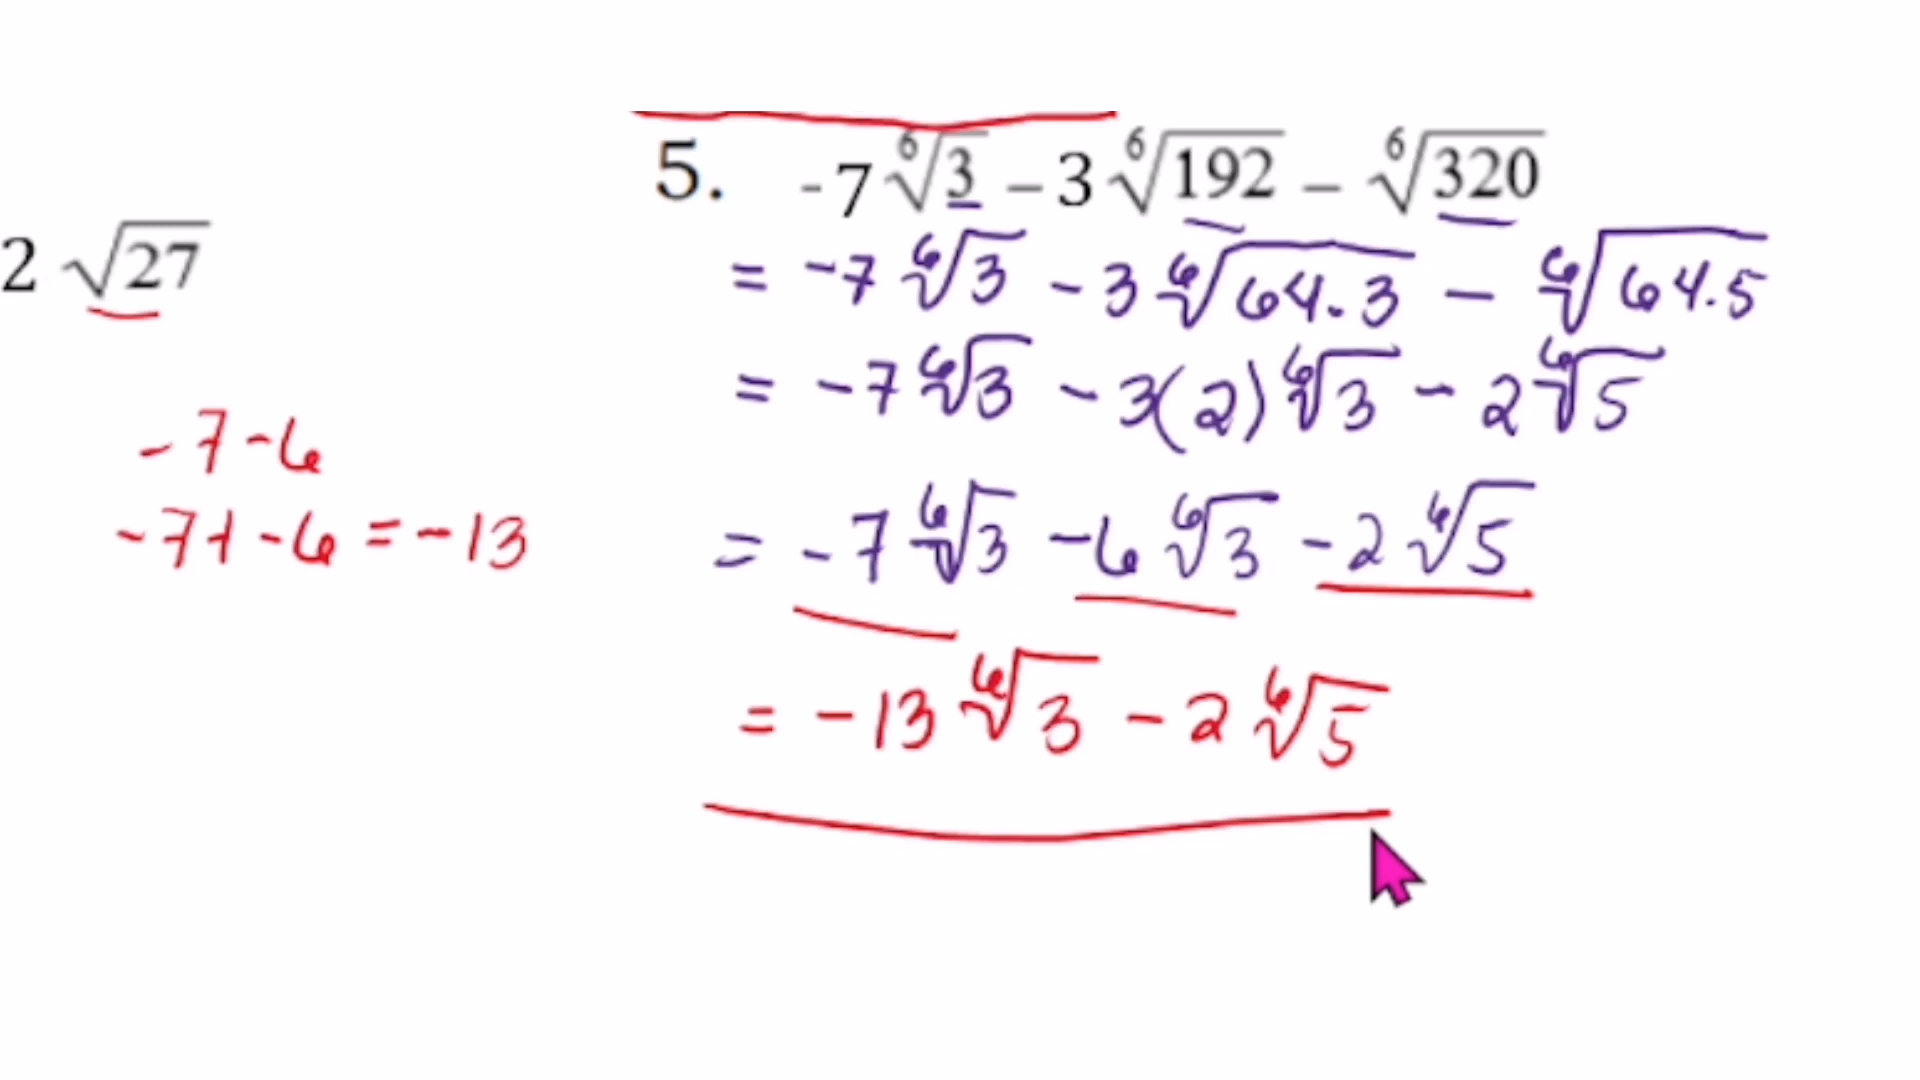 5. -7 ⁶√3 – 3 ⁶√192 – ⁶√320
= -7 ⁶√3 - 3 ⁶√64.3 - ⁶√64.5
= -7 ⁶√3 - 3(2) ⁶√3 - 2 ⁶√5
= -7 ⁶√3 -6 ⁶√3 -2 ⁶√5
= -13 ⁶√3 - 2 ⁶√5
2 √27
-7-6
-7+-6=-13